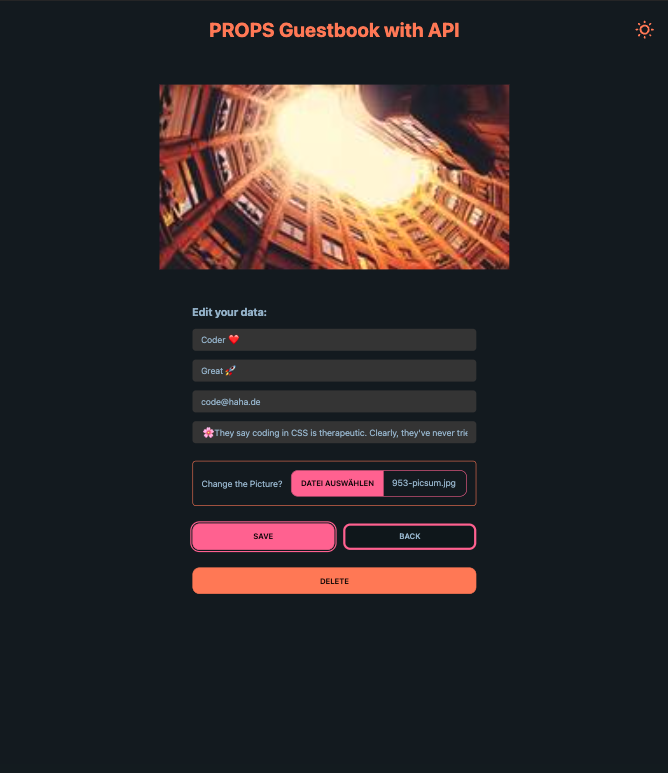 PROPS Guestbook with API
Edit your data:
Coder ❤️
Great 🚀
code@haha.de
🌸They say coding in CSS is therapeutic. Clearly, they've never trie
Change the Picture? DATEI AUSWÄHLEN 953-picsum.jpg
SAVE BACK
DELETE